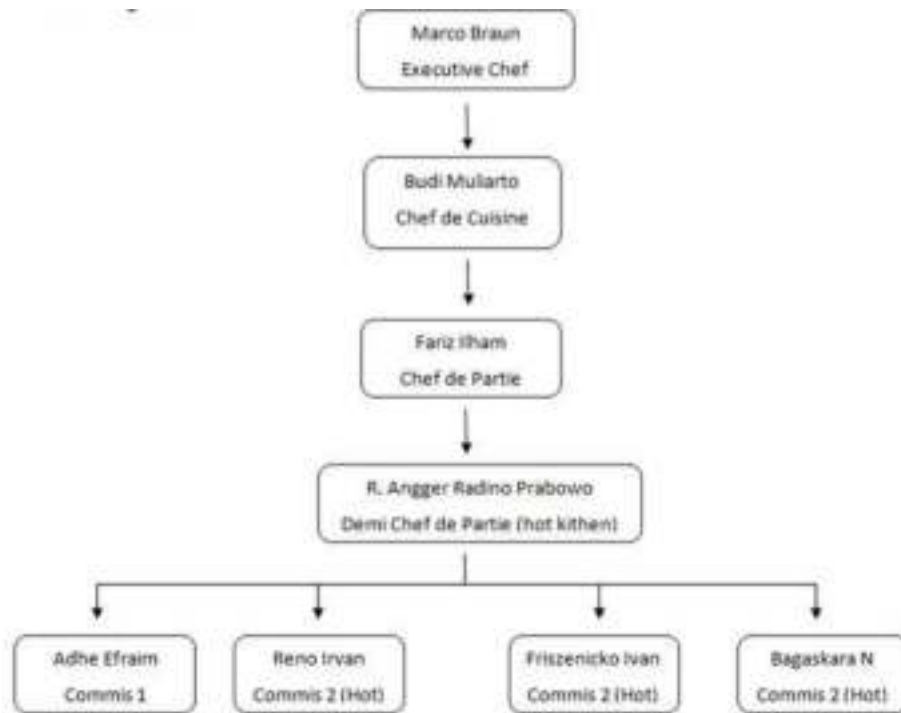 Marco Braun
Executive Chef
Budi Muliarto
Chef de Cuisine
Fariz Ilham
Chef de Partie
R. Angger Radino Prabowo
Demi Chef de Partie (hot kithen)
Adhe Efraim
Commis 1
Reno Irvan
Commis 2 (Hot)
Friszenicko Ivan
Commis 2 (Hot)
Bagaskara N
Commis 2 (Hot)